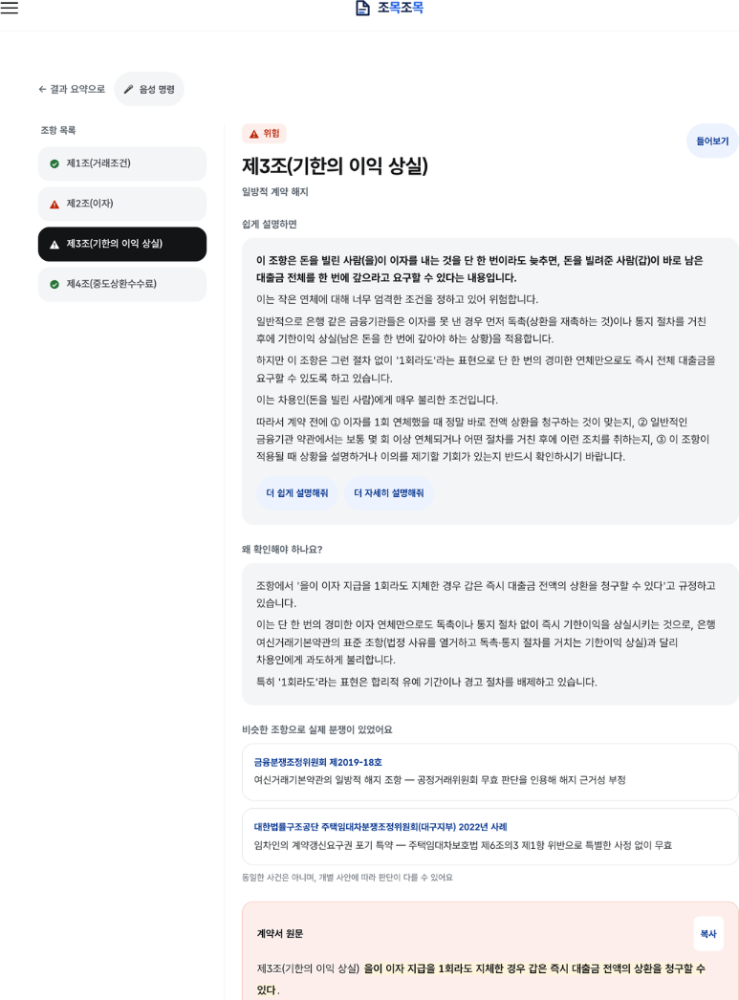 조목조목
← 결과 요약으로
음성 명령
조항 목록
제1조(거래조건)
제2조(이자)
제3조(기한의 이익 상실)
제4조(중도상환수수료)
위험
들어보기
제3조(기한의 이익 상실)
일방적 계약 해지
쉽게 설명하면
이 조항은 돈을 빌린 사람(을)이 이자를 내는 것을 단 한 번이라도 늦추면, 돈을 빌려준 사람(갑)이 바로 남은
대출금 전체를 한 번에 갚으라고 요구할 수 있다는 내용입니다.
이는 작은 연체에 대해 너무 엄격한 조건을 정하고 있어 위험합니다.
일반적으로 은행 같은 금융기관들은 이자를 못 낸 경우 먼저 독촉(상환을 재촉하는 것)이나 통지 절차를 거친
후에 기한이익 상실(남은 돈을 한 번에 갚아야 하는 상황)을 적용합니다.
하지만 이 조항은 그런 절차 없이 '1회라도'라는 표현으로 단 한 번의 경미한 연체만으로도 즉시 전체 대출금을
요구할 수 있도록 하고 있습니다.
이는 차용인(돈을 빌린 사람)에게 매우 불리한 조건입니다.
따라서 계약 전에 ① 이자를 1회 연체했을 때 정말 바로 전액 상환을 청구하는 것이 맞는지, ② 일반적인
금융기관 약관에서는 보통 몇 회 이상 연체되거나 어떤 절차를 거친 후에 이런 조치를 취하는지, ③ 이 조항이
적용될 때 상황을 설명하거나 이의를 제기할 기회가 있는지 반드시 확인하시기 바랍니다.
더 쉽게 설명해줘
더 자세히 설명해줘
왜 확인해야 하나요?
조항에서 '을이 이자 지급을 1회라도 지체한 경우 갑은 즉시 대출금 전액의 상환을 청구할 수 있다'고 규정하고
있습니다.
이는 단 한 번의 경미한 이자 연체만으로도 독촉이나 통지 절차 없이 즉시 기한이익을 상실시키는 것으로, 은행
여신거래기본약관의 표준 조항(법정 사유를 열거하고 독촉·통지 절차를 거치는 기한이익 상실)과 달리
차용인에게 과도하게 불리합니다.
특히 '1회라도'라는 표현은 합리적 유예 기간이나 경고 절차를 배제하고 있습니다.
비슷한 조항으로 실제 분쟁이 있었어요
금융분쟁조정위원회 제2019-18호
여신거래기본약관의 일방적 해지 조항 — 공정거래위원회 무효 판단을 인용해 해지 근거성 부정
대한법률구조공단 주택임대차분쟁조정위원회(대구지부) 2022년 사례
임차인의 계약갱신요구권 포기 특약 — 주택임대차보호법 제6조의3 제1항 위반으로 특별한 사정 없이 무효
동일한 사건은 아니며, 개별 사안에 따라 판단이 다를 수 있어요
계약서 원문
복사
제3조(기한의 이익 상실) 을이 이자 지급을 1회라도 지체한 경우 갑은 즉시 대출금 전액의 상환을 청구할 수
있다.